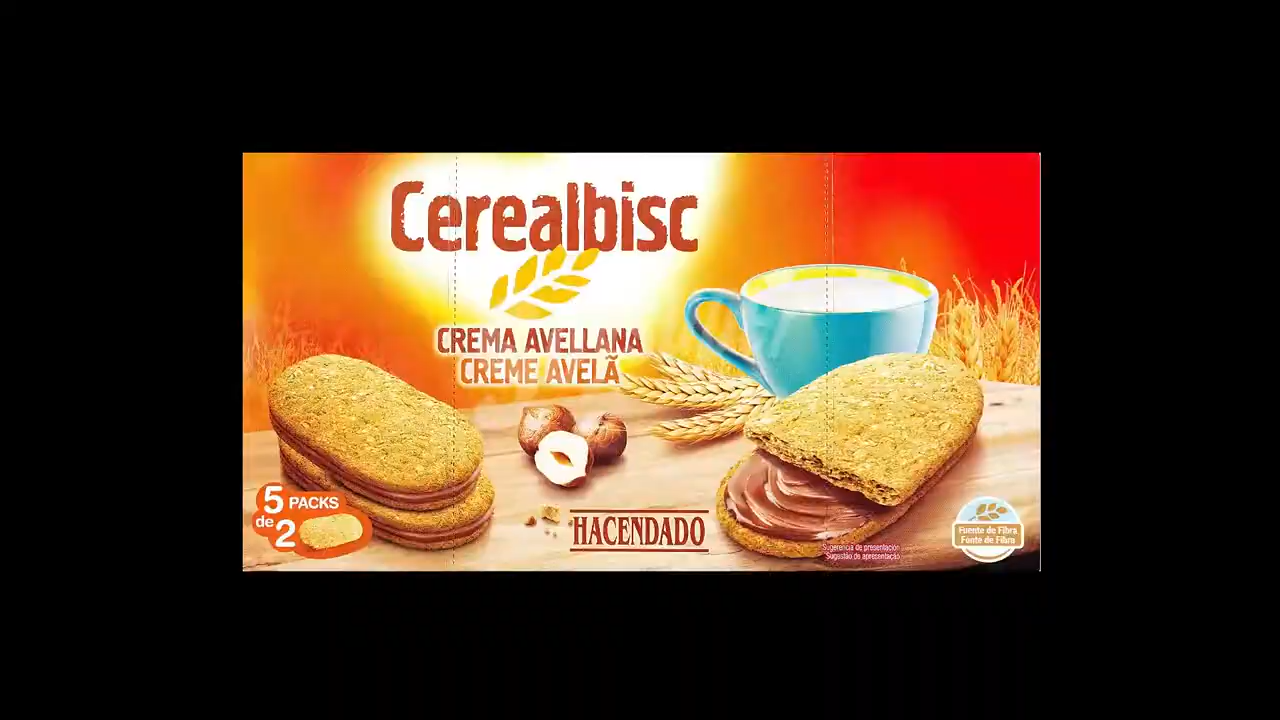 Cerealbisc
CREMA AVELLANA
CREME AVELÃ
5 PACKS
de 2
HACENDADO
Sugerencia de presentación
Sugestão de apresentação
Fuente de Fibra
Fonte de Fibra